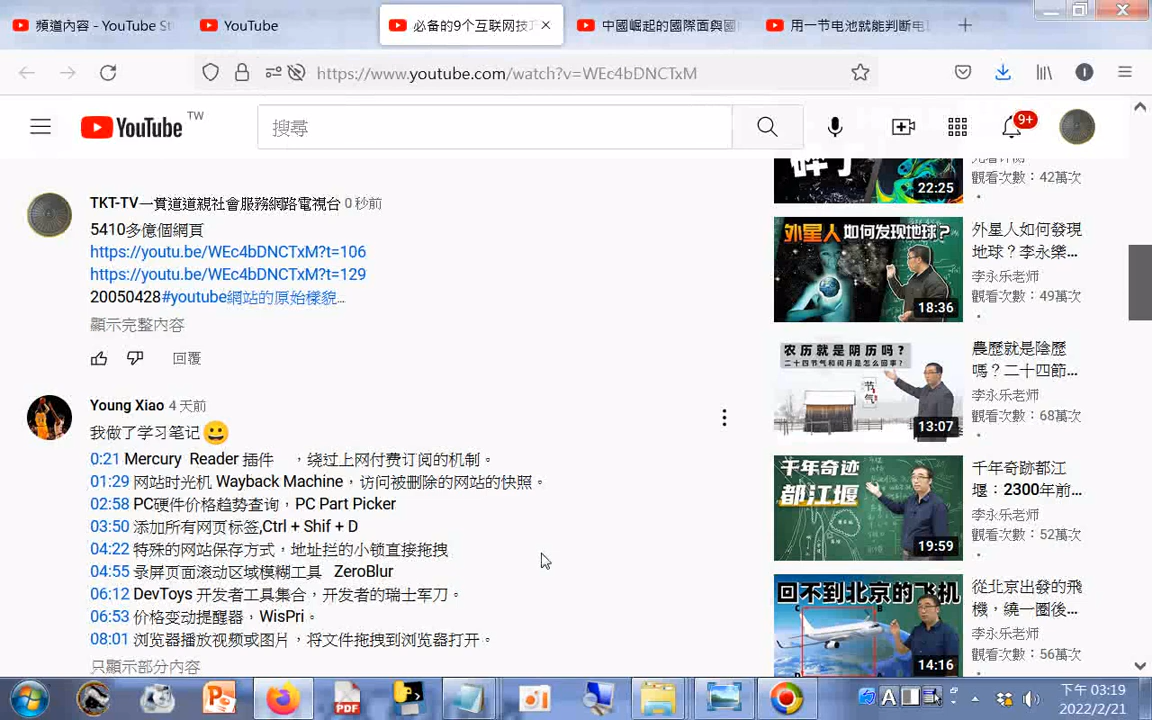 頻道內容 - YouTube St
YouTube
必备的9个互联网技
中國崛起的國際面與國
用一节电池就能判断电
https://www.youtube.com/watch?v=WEc4bDNCTxM
YouTube
TW
搜尋
9+
TKT-TV一貫道道親社會服務網路電視台 0 秒前
5410多億個網頁
https://youtu.be/WEc4bDNCTxM?t=106
https://youtu.be/WEc4bDNCTxM?t=129
20050428#youtube網站的原始樣貌...
顯示完整內容
回覆
Young Xiao 4 天前
我做了学习笔记😀
0:21 Mercury Reader 插件 ，绕过上网付费订阅的机制。
01:29 网站时光机 Wayback Machine，访问被删除的网站的快照。
02:58 PC硬件价格趋势查询，PC Part Picker
03:50 添加所有网页标签,Ctrl + Shif + D
04:22 特殊的网站保存方式，地址拦的小锁直接拖拽
04:55 录屏页面滚动区域模糊工具 ZeroBlur
06:12 DevToys 开发者工具集合，开发者的瑞士军刀。
06:53 价格变动提醒器，WisPri。
08:01 浏览器播放视频或图片，将文件拖拽到浏览器打开。
只顯示部分內容
22:25
觀看次數：42萬次
外星人如何发现地球？
18:36
外星人如何發現
地球？李永樂...
李永乐老师
觀看次數：49萬次
农历就是阴历吗？
二十四节气和闰月是怎么回事？
节气
13:07
農歷就是陰歷
嗎？二十四節...
李永乐老师
觀看次數：68萬次
千年奇迹
都江堰
19:59
千年奇跡都江
堰：2300年前...
李永乐老师
觀看次數：52萬次
回不到北京的飞机
14:16
從北京出發的飛
機，繞一圈後...
李永乐老师
觀看次數：56萬次
PDF
A
下午 03:19
2022/2/21